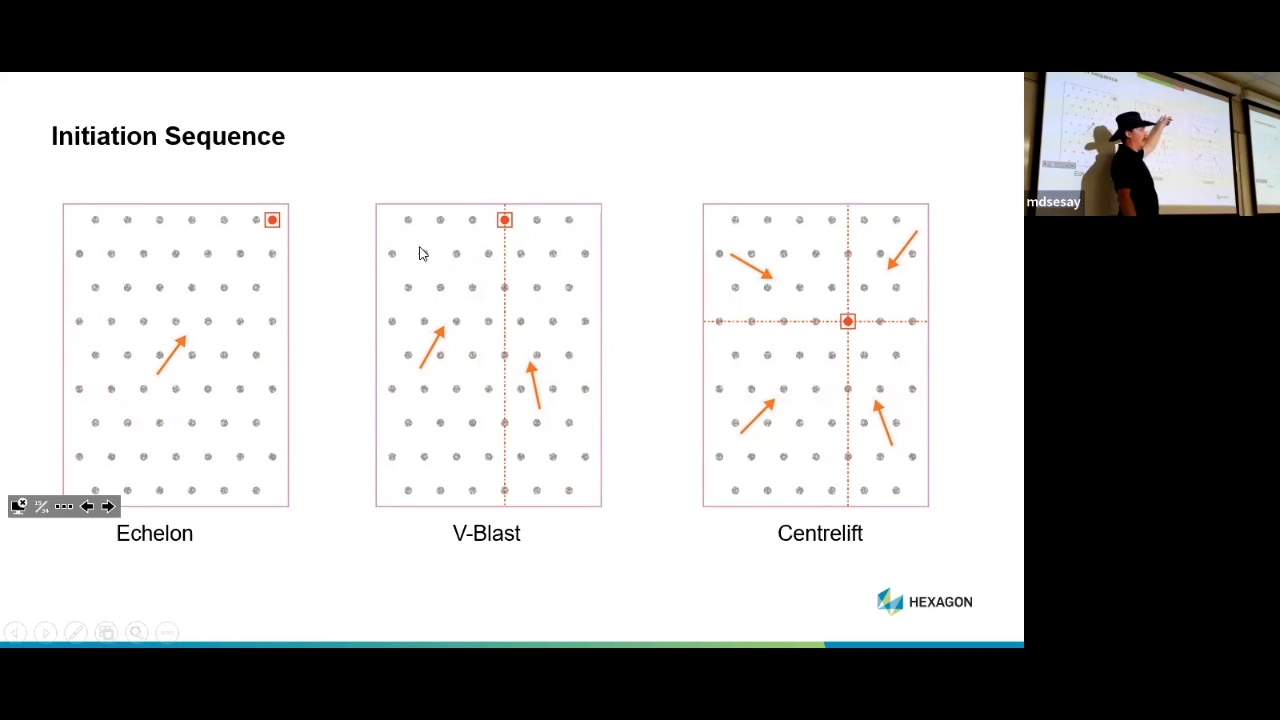 Initiation Sequence
mdsesay
Echelon
V-Blast
Centrelift
HEXAGON